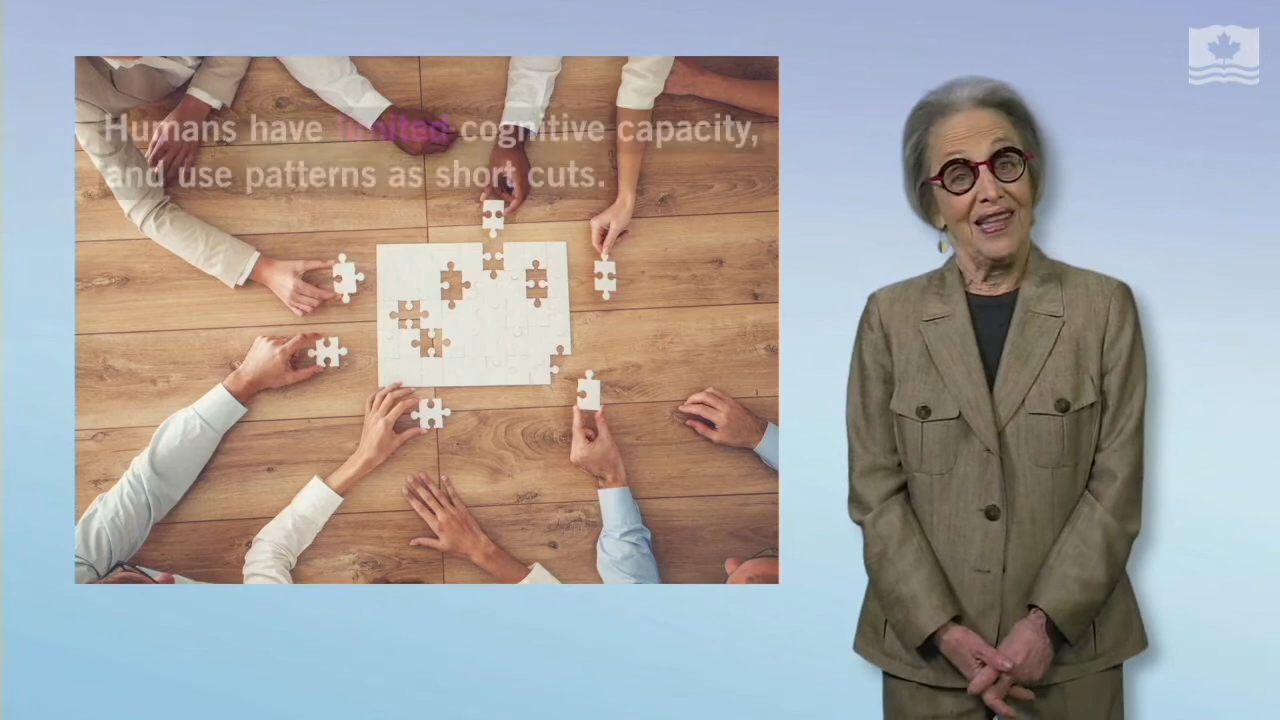 Humans have limited cognitive capacity,
and use patterns as short cuts.